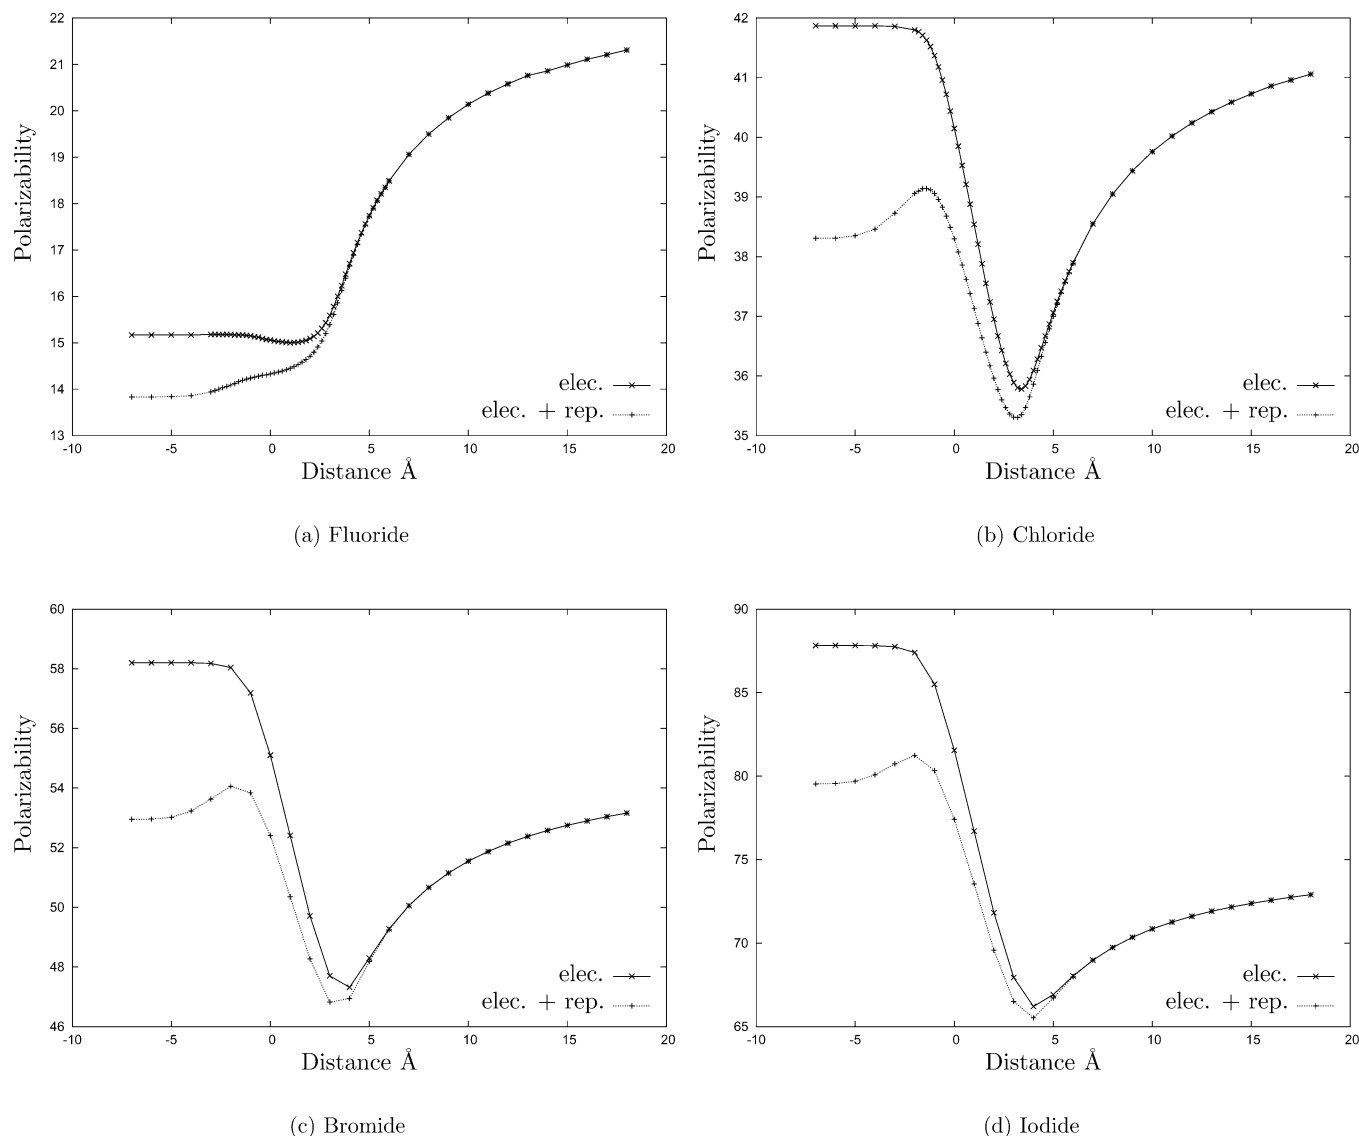 22
21
20
19
18
17
16
15
14
13
Polarizability
elec.
elec. + rep.
-10 -5 0 5 10 15 20
Distance Å
(a) Fluoride
42
41
40
39
38
37
36
35
Polarizability
elec.
elec. + rep.
-10 -5 0 5 10 15 20
Distance Å
(b) Chloride
60
58
56
54
52
50
48
46
Polarizability
elec.
elec. + rep.
-10 -5 0 5 10 15 20
Distance Å
(c) Bromide
90
85
80
75
70
65
Polarizability
elec.
elec. + rep.
-10 -5 0 5 10 15 20
Distance Å
(d) Iodide